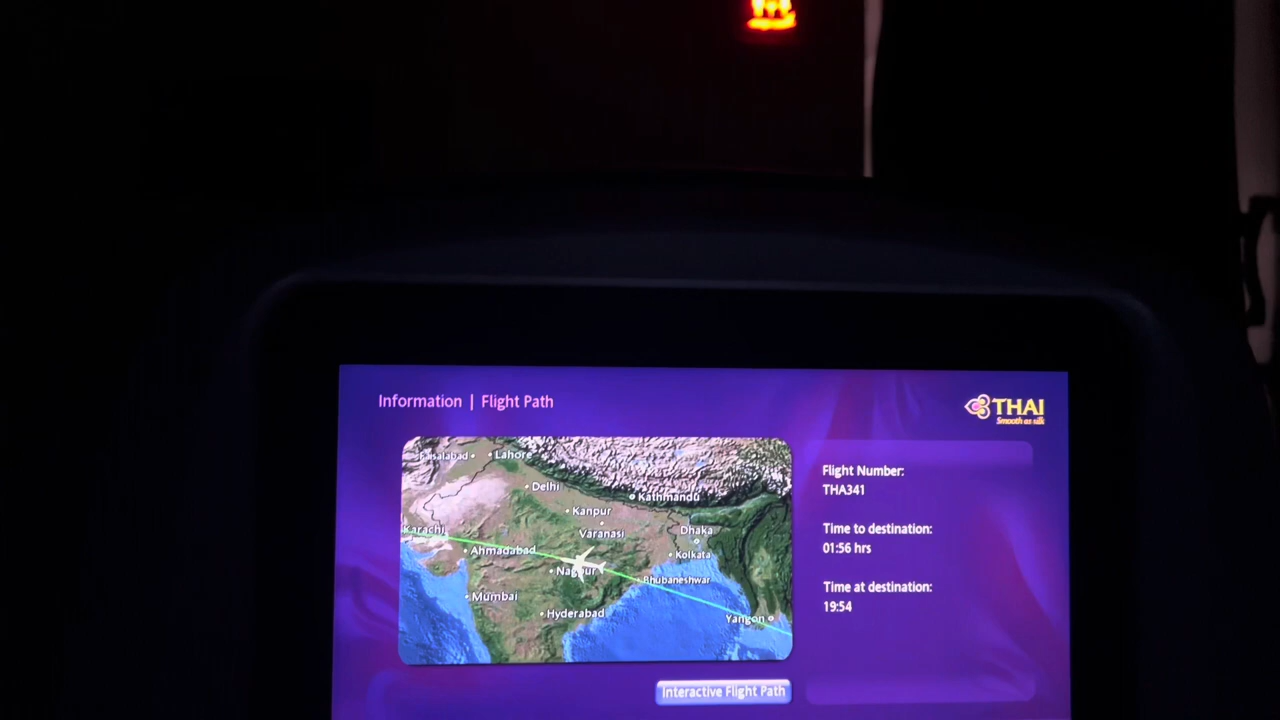 Information | Flight Path
THAI
Smooth as silk
Faisalabad
Lahore
Delhi
Kathmandu
Kanpur
Karachi
Varanasi
Dhaka
Ahmadabad
Kolkata
Nagpur
Bhubaneshwar
Mumbai
Hyderabad
Yangon
Flight Number:
THA341
Time to destination:
01:56 hrs
Time at destination:
19:54
Interactive Flight Path